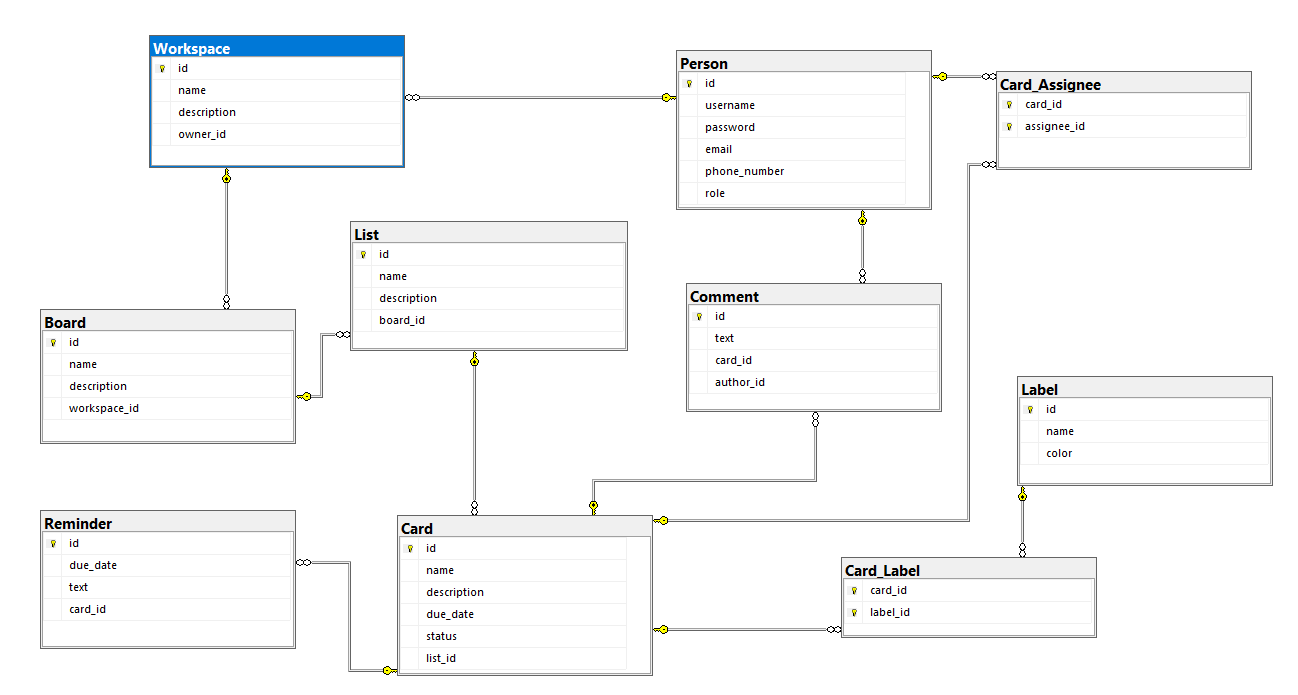 Workspace
id
name
description
owner_id
Person
id
username
password
email
phone_number
role
Card_Assignee
card_id
assignee_id
List
id
name
description
board_id
Comment
id
text
card_id
author_id
Board
id
name
description
workspace_id
Label
id
name
color
Reminder
id
due_date
text
card_id
Card
id
name
description
due_date
status
list_id
Card_Label
card_id
label_id